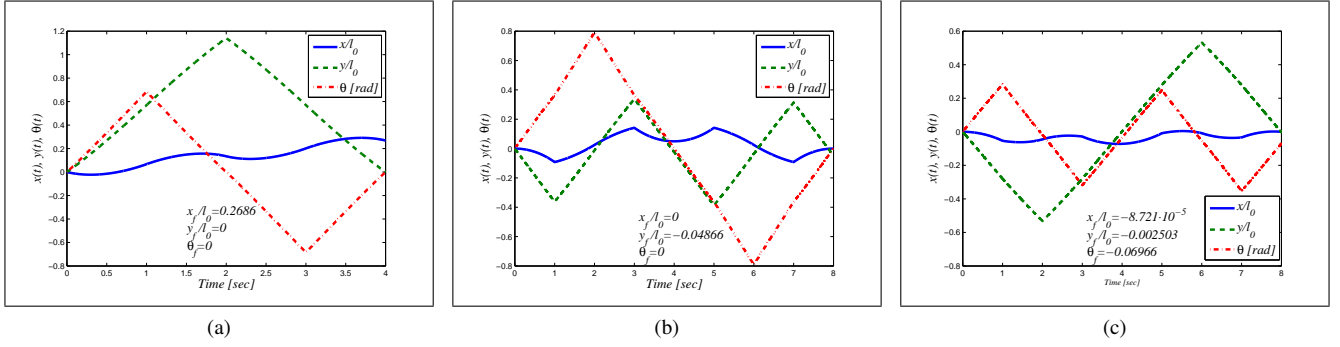 1.2
1
0.8
0.6
0.4
0.2
0
−0.2
−0.4
−0.6
−0.8
0 0.5 1 1.5 2 2.5 3 3.5 4
x(t), y(t), θ(t)
Time [sec]
x/l0
y/l0
θ [rad]
xf/l0=0.2686
yf/l0=0
θf=0
(a)
0.8
0.6
0.4
0.2
0
−0.2
−0.4
−0.6
−0.8
0 1 2 3 4 5 6 7 8
x(t), y(t), θ(t)
Time [sec]
x/l0
y/l0
θ [rad]
xf/l0=0
yf/l0=−0.04866
θf=0
(b)
0.6
0.4
0.2
0
−0.2
−0.4
−0.6
−0.8
0 1 2 3 4 5 6 7 8
x(t), y(t), θ(t)
Time [sec]
xf/l0=−8.721·10−5
yf/l0=−0.002503
θf=−0.06966
x/l0
y/l0
θ [rad]
(c)